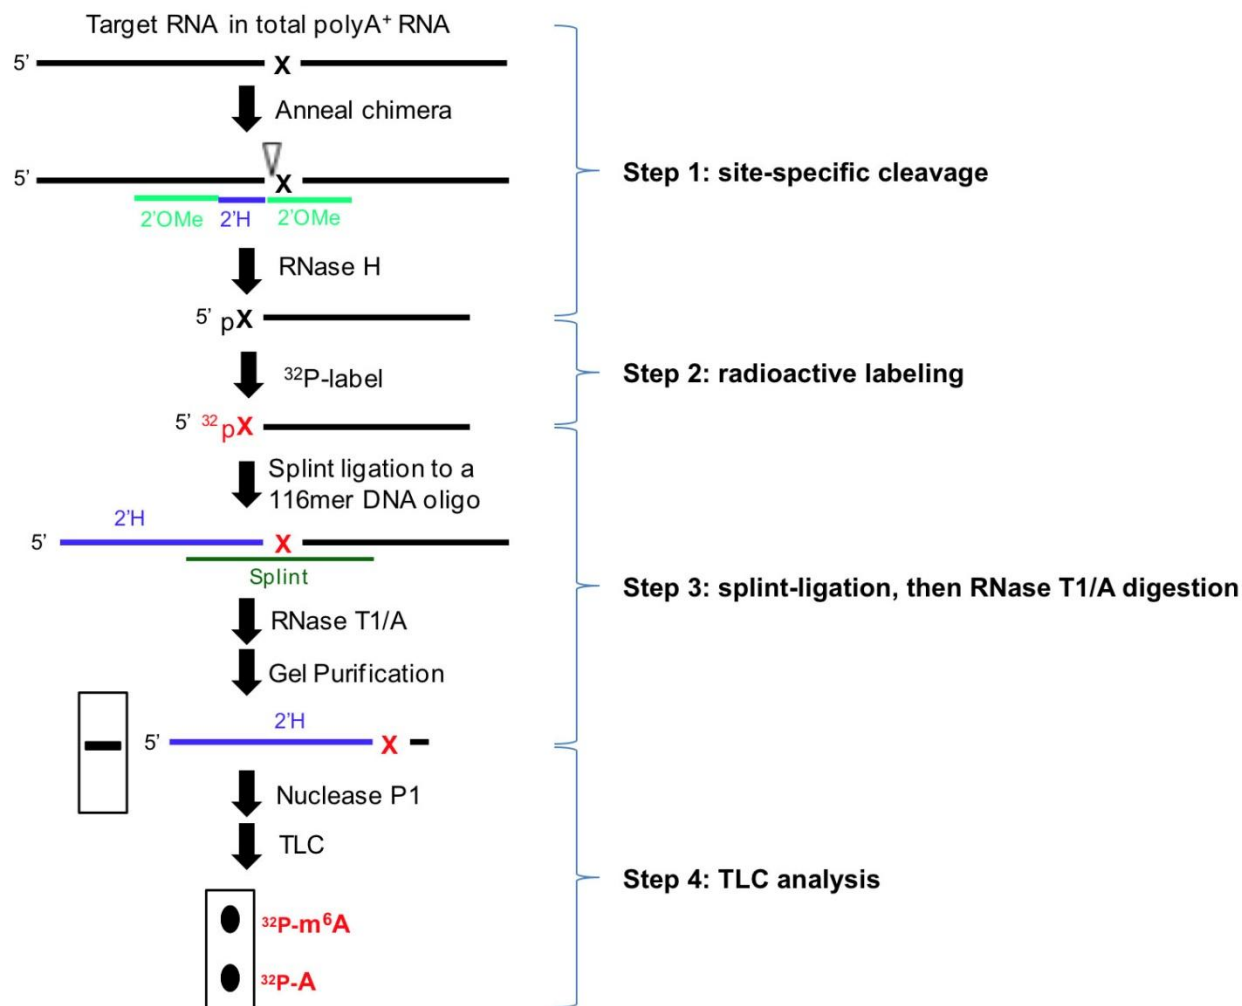 Target RNA in total polyA⁺ RNA
5’
X
Anneal chimera
5’
X
2’OMe 2’H 2’OMe
RNase H
5’ pX
³²P-label
5’ ³²pX
Splint ligation to a
116mer DNA oligo
2’H
5’
X
Splint
RNase T1/A
Gel Purification
2’H
5’
X
Nuclease P1
TLC
³²P-m⁶A
³²P-A
Step 1: site-specific cleavage
Step 2: radioactive labeling
Step 3: splint-ligation, then RNase T1/A digestion
Step 4: TLC analysis